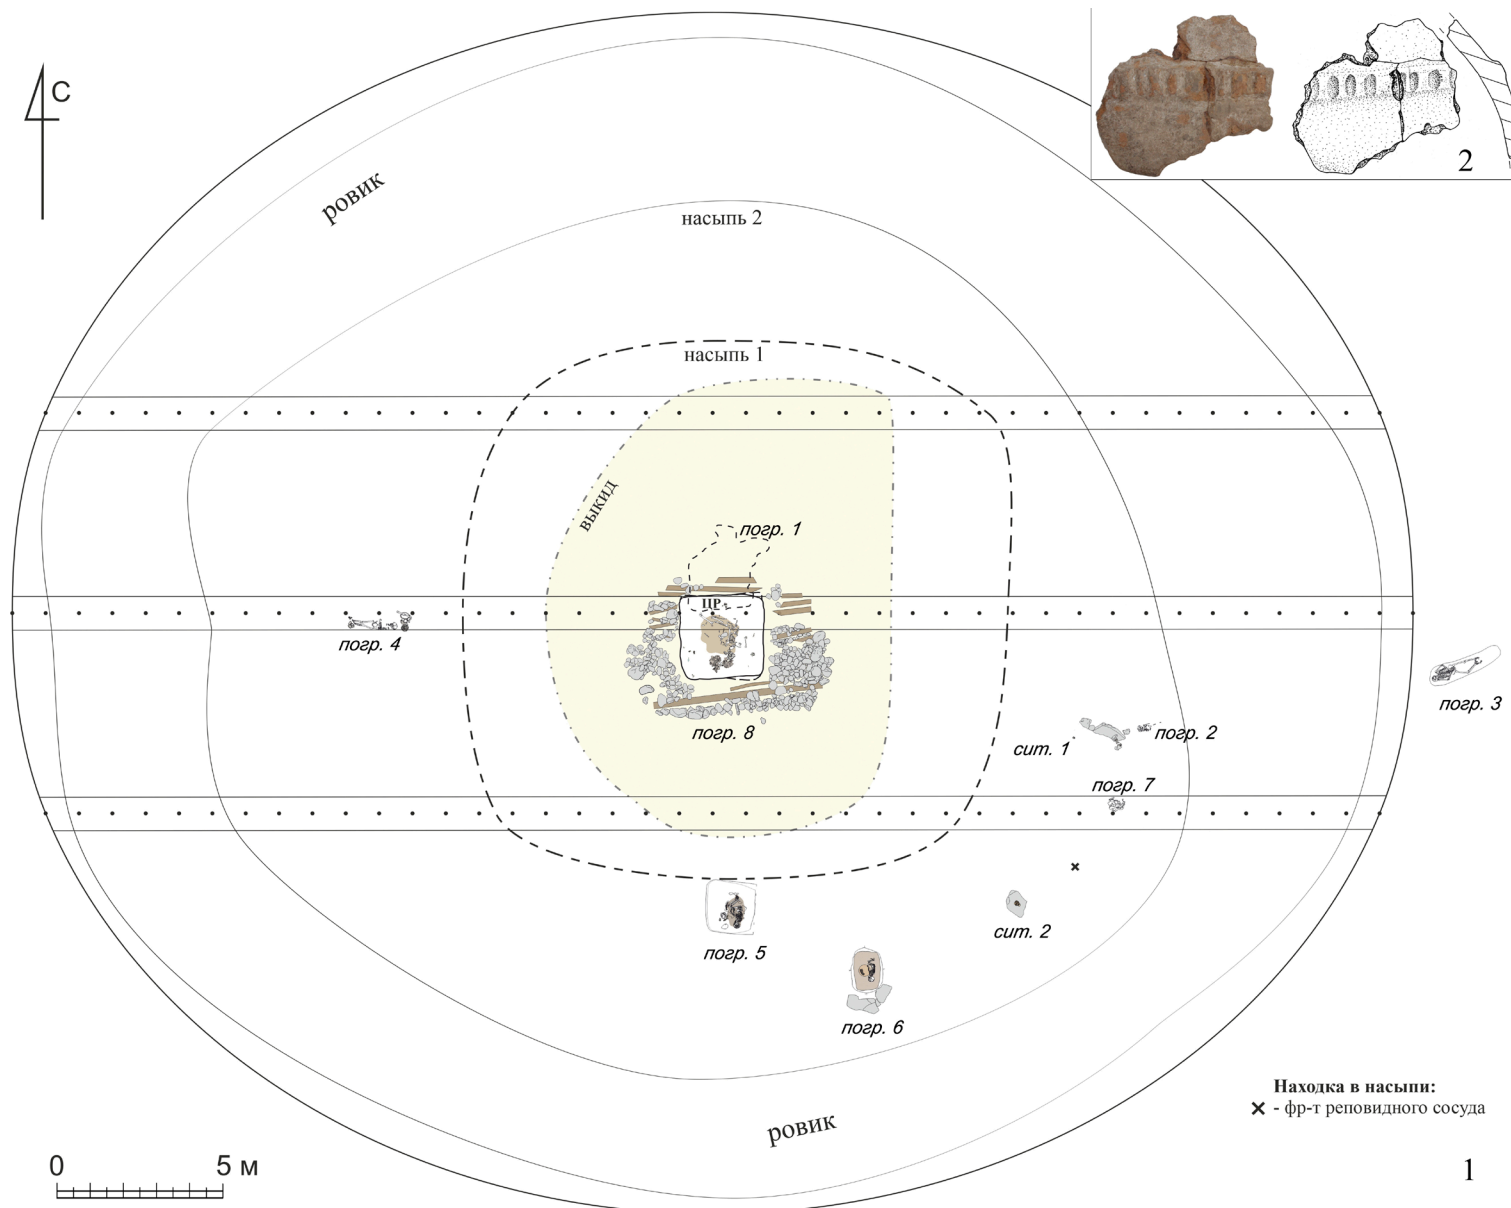 С
2
ровик
насыпь 2
насыпь 1
выкид
погр. 1
ЦР
погр. 4
погр. 3
погр. 8
сит. 1
погр. 2
погр. 7
погр. 5
сит. 2
погр. 6
Находка в насыпи:
× - фр-т реповидного сосуда
ровик
0 5 м
1